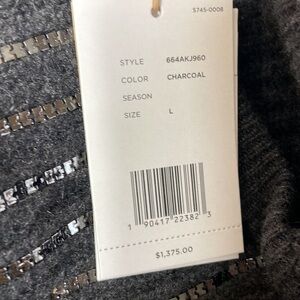 5745-0008
STYLE 664AKJ960
COLOR CHARCOAL
SEASON
SIZE L
1 90417 22382 3
$1,375.00